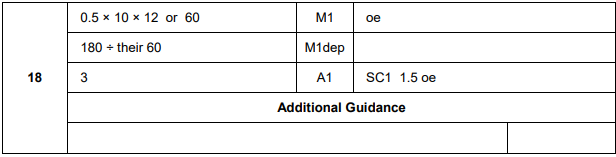 0.5 × 10 × 12 or 60 M1 oe
180 ÷ their 60 M1dep
18 3 A1 SC1 1.5 oe
Additional Guidance